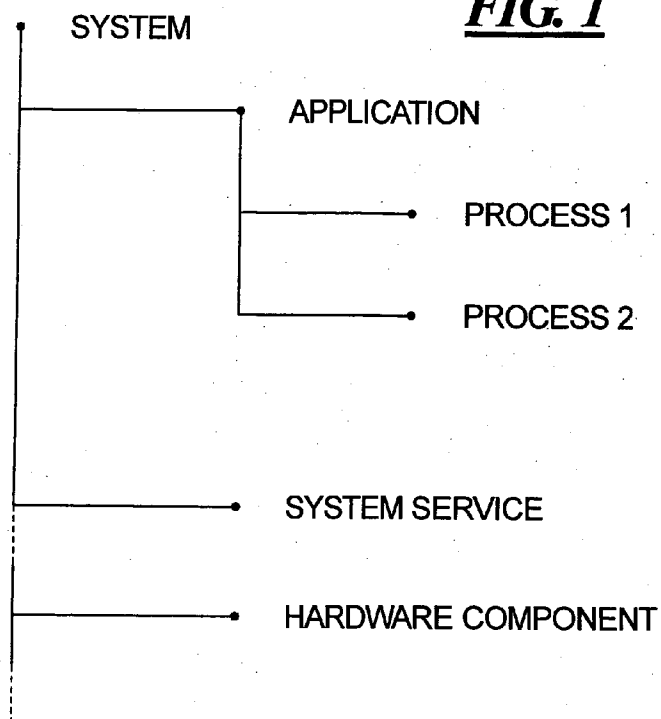 FIG. 1
SYSTEM
APPLICATION
PROCESS 1
PROCESS 2
SYSTEM SERVICE
HARDWARE COMPONENT